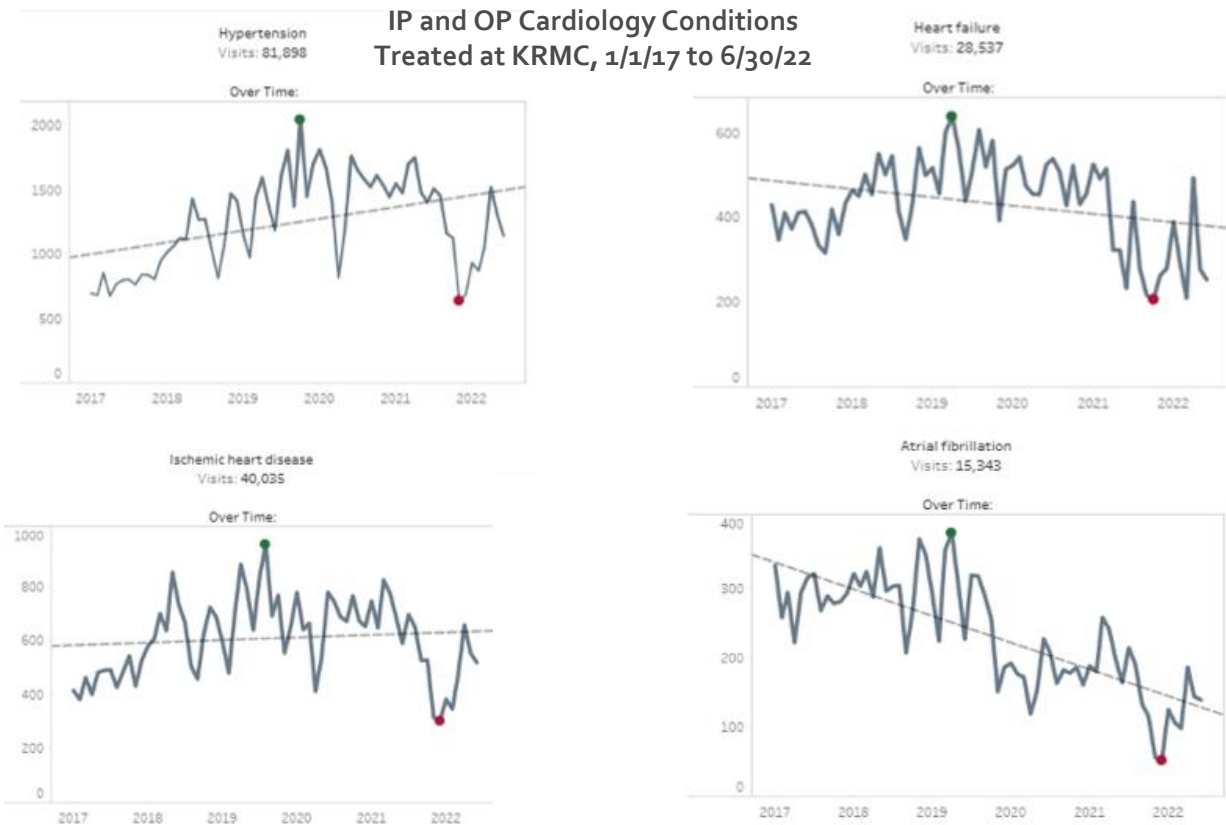 IP and OP Cardiology Conditions
Treated at KRMC, 1/1/17 to 6/30/22
Hypertension
Visits: 81,898
Over Time:
2000
1500
1000
500
0
2017 2018 2019 2020 2021 2022
Heart failure
Visits: 28,537
Over Time:
600
400
200
0
2017 2018 2019 2020 2021 2022
Ischemic heart disease
Visits: 40,035
Over Time:
1000
800
600
400
200
0
2017 2018 2019 2020 2021 2022
Atrial fibrillation
Visits: 15,343
Over Time:
400
300
200
100
0
2017 2018 2019 2020 2021 2022